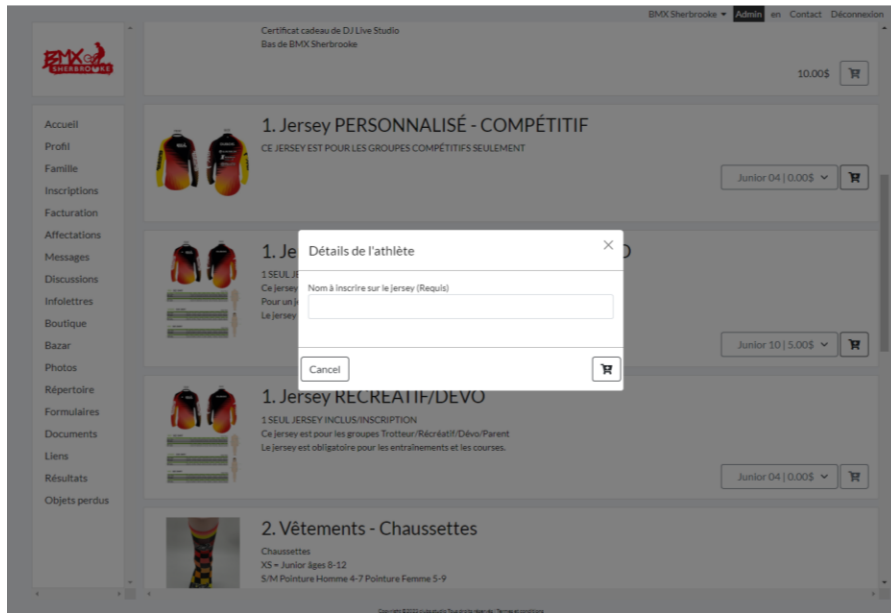 BMX Sherbrooke Admin en Contact Déconnexion
BMX
SHERBROOKE
Certificat cadeau de DJ Live Studio
Bas de BMX Sherbrooke
10.00$
Accueil
Profil
Famille
Inscriptions
Facturation
Affectations
Messages
Discussions
Infolettres
Boutique
Bazar
Photos
Répertoire
Formulaires
Documents
Liens
Résultats
Objets perdus
1. Jersey PERSONNALISÉ - COMPÉTITIF
CE JERSEY EST POUR LES GROUPES COMPÉTITIFS SEULEMENT
Junior 04 | 0.00$
1. Je
O
1 SEUL JE
Ce jersey
Pour un j
Le jersey
Junior 10 | 5.00$
Détails de l'athlète
Nom à inscrire sur le jersey (Requis)
Cancel
1. Jersey RÉCRÉATIF/DÉVO
1 SEUL JERSEY INCLUS/INSCRIPTION
Ce jersey est pour les groupes Trotteur/Récréatif/Dévo/Parent
Le jersey est obligatoire pour les entraînements et les courses.
Junior 04 | 0.00$
2. Vêtements - Chaussettes
Chaussettes
XS = Junior âges 8-12
S/M Pointure Homme 4-7 Pointure Femme 5-9